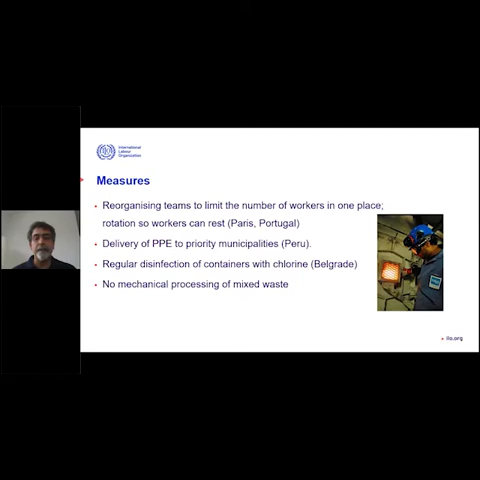 International
Labour
Organization
Measures
Reorganising teams to limit the number of workers in one place;
rotation so workers can rest (Paris, Portugal)
Delivery of PPE to priority municipalities (Peru).
Regular disinfection of containers with chlorine (Belgrade)
No mechanical processing of mixed waste
ilo.org